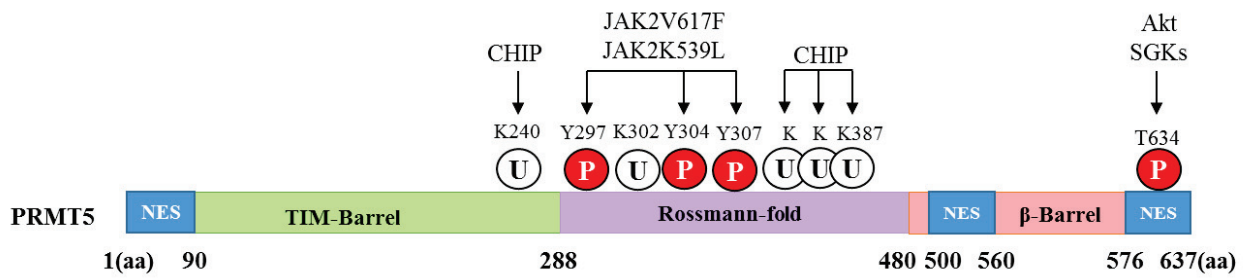 JAK2V617F
JAK2K539L
Akt
SGKs
CHIP
CHIP
K240 Y297 K302 Y304 Y307 K K K387 T634
U P U P P U U U P
PRMT5 NES TIM-Barrel Rossmann-fold NES β-Barrel NES
1(aa) 90 288 480 500 560 576 637(aa)